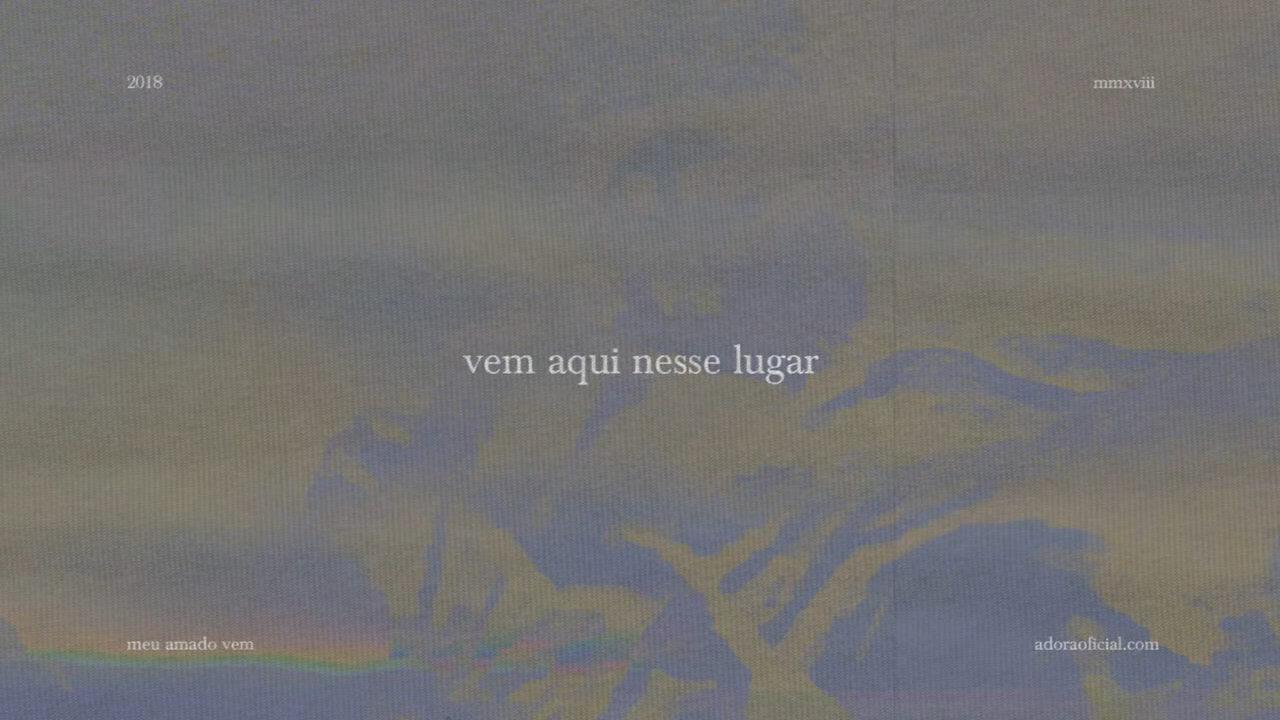 2018
mmxviii
vem aqui nesse lugar
meu amado vem
adoraoficial.com